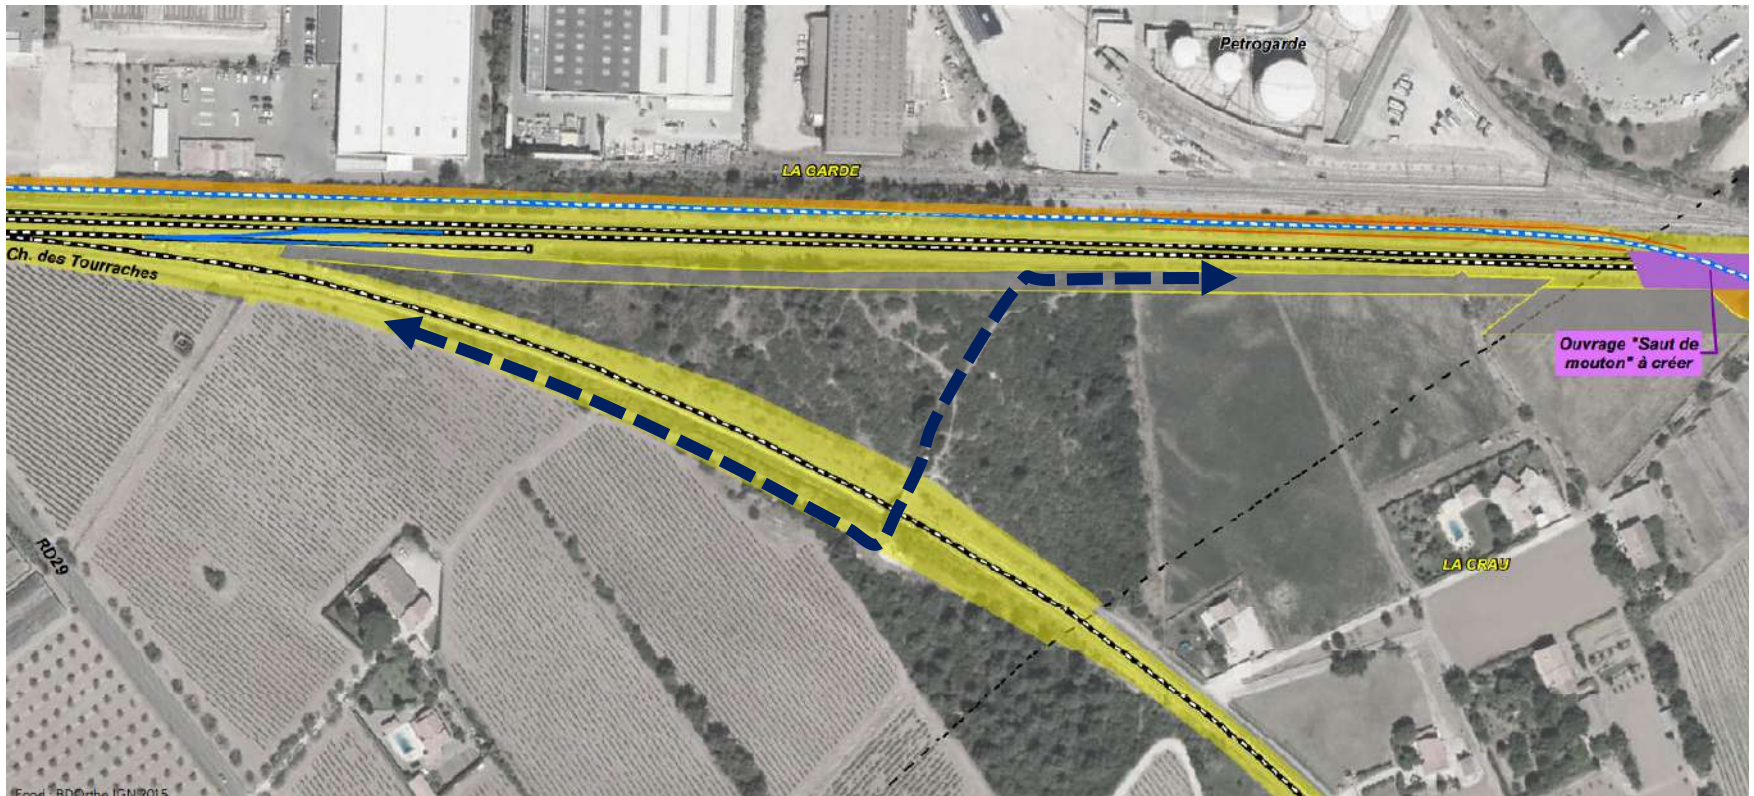 Petrogarde
LA GARDE
Ch. des Tourraches
Ouvrage "Saut de
mouton" à créer
RD29
LA CRAU
Fond : BDOrtho IGN 2015